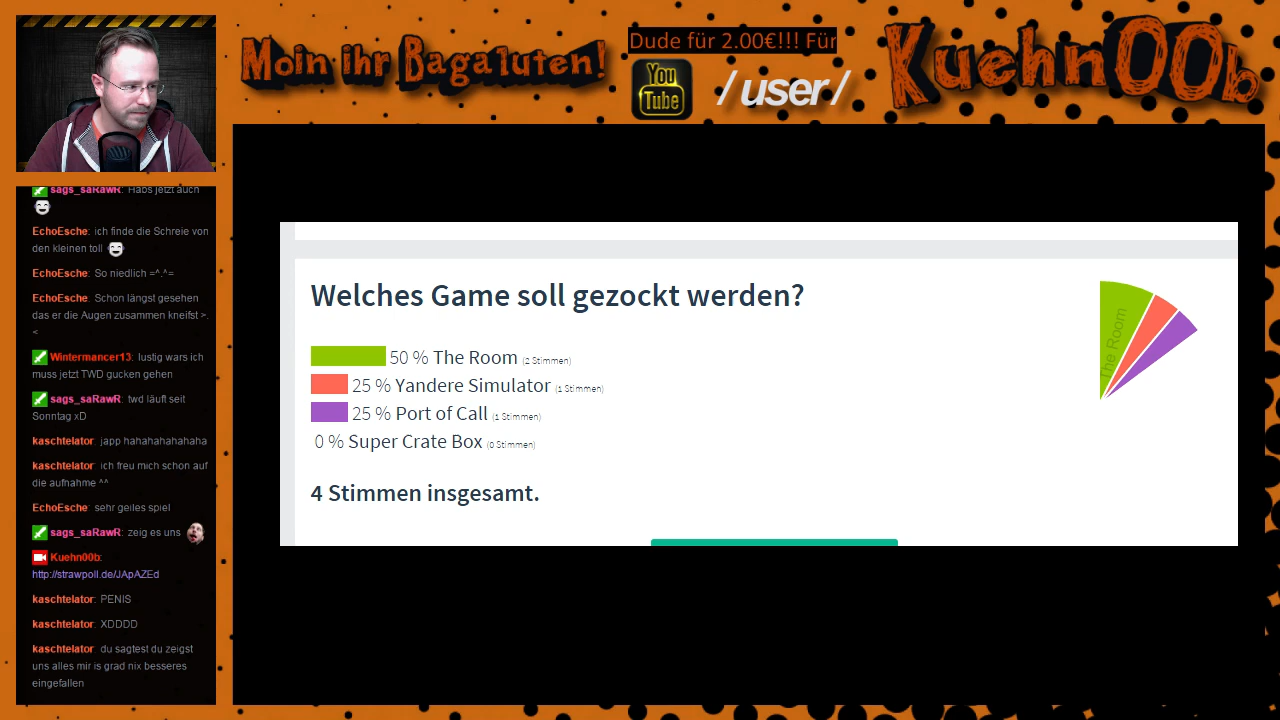 Moin ihr Bagaluten!
Dude für 2.00€!!! Für
You
Tube
/user/
Kuehn00b
sags_saRawR: Habs jetzt auch
EchoEsche: ich finde die Schreie von
den kleinen toll
EchoEsche: So niedlich =^.^=
EchoEsche: Schon längst gesehen
das er die Augen zusammen kneifst >.
<
Wintermancer13: lustig wars ich
muss jetzt TWD gucken gehen
sags_saRawR: twd läuft seit
Sonntag xD
kaschtelator: japp hahahahahahaha
kaschtelator: ich freu mich schon auf
die aufnahme ^^
EchoEsche: sehr geiles spiel
sags_saRawR: zeig es uns
Kuehn00b:
http://strawpoll.de/JApAZEd
kaschtelator: PENIS
kaschtelator: XDDDD
kaschtelator: du sagtest du zeigst
uns alles mir is grad nix besseres
eingefallen
Welches Game soll gezockt werden?
50 % The Room (2 Stimmen)
25 % Yandere Simulator (1 Stimmen)
25 % Port of Call (1 Stimmen)
0 % Super Crate Box (0 Stimmen)
4 Stimmen insgesamt.
The Room